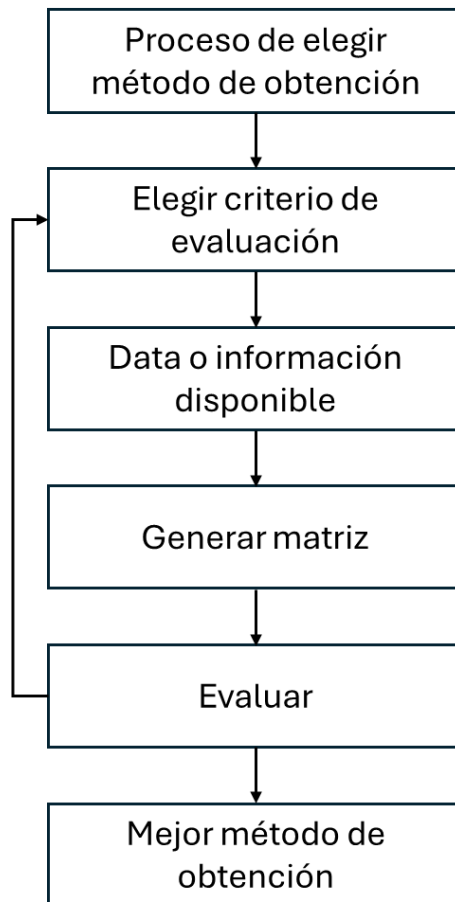 Proceso de elegir
método de obtención
Elegir criterio de
evaluación
Data o información
disponible
Generar matriz
Evaluar
Mejor método de
obtención